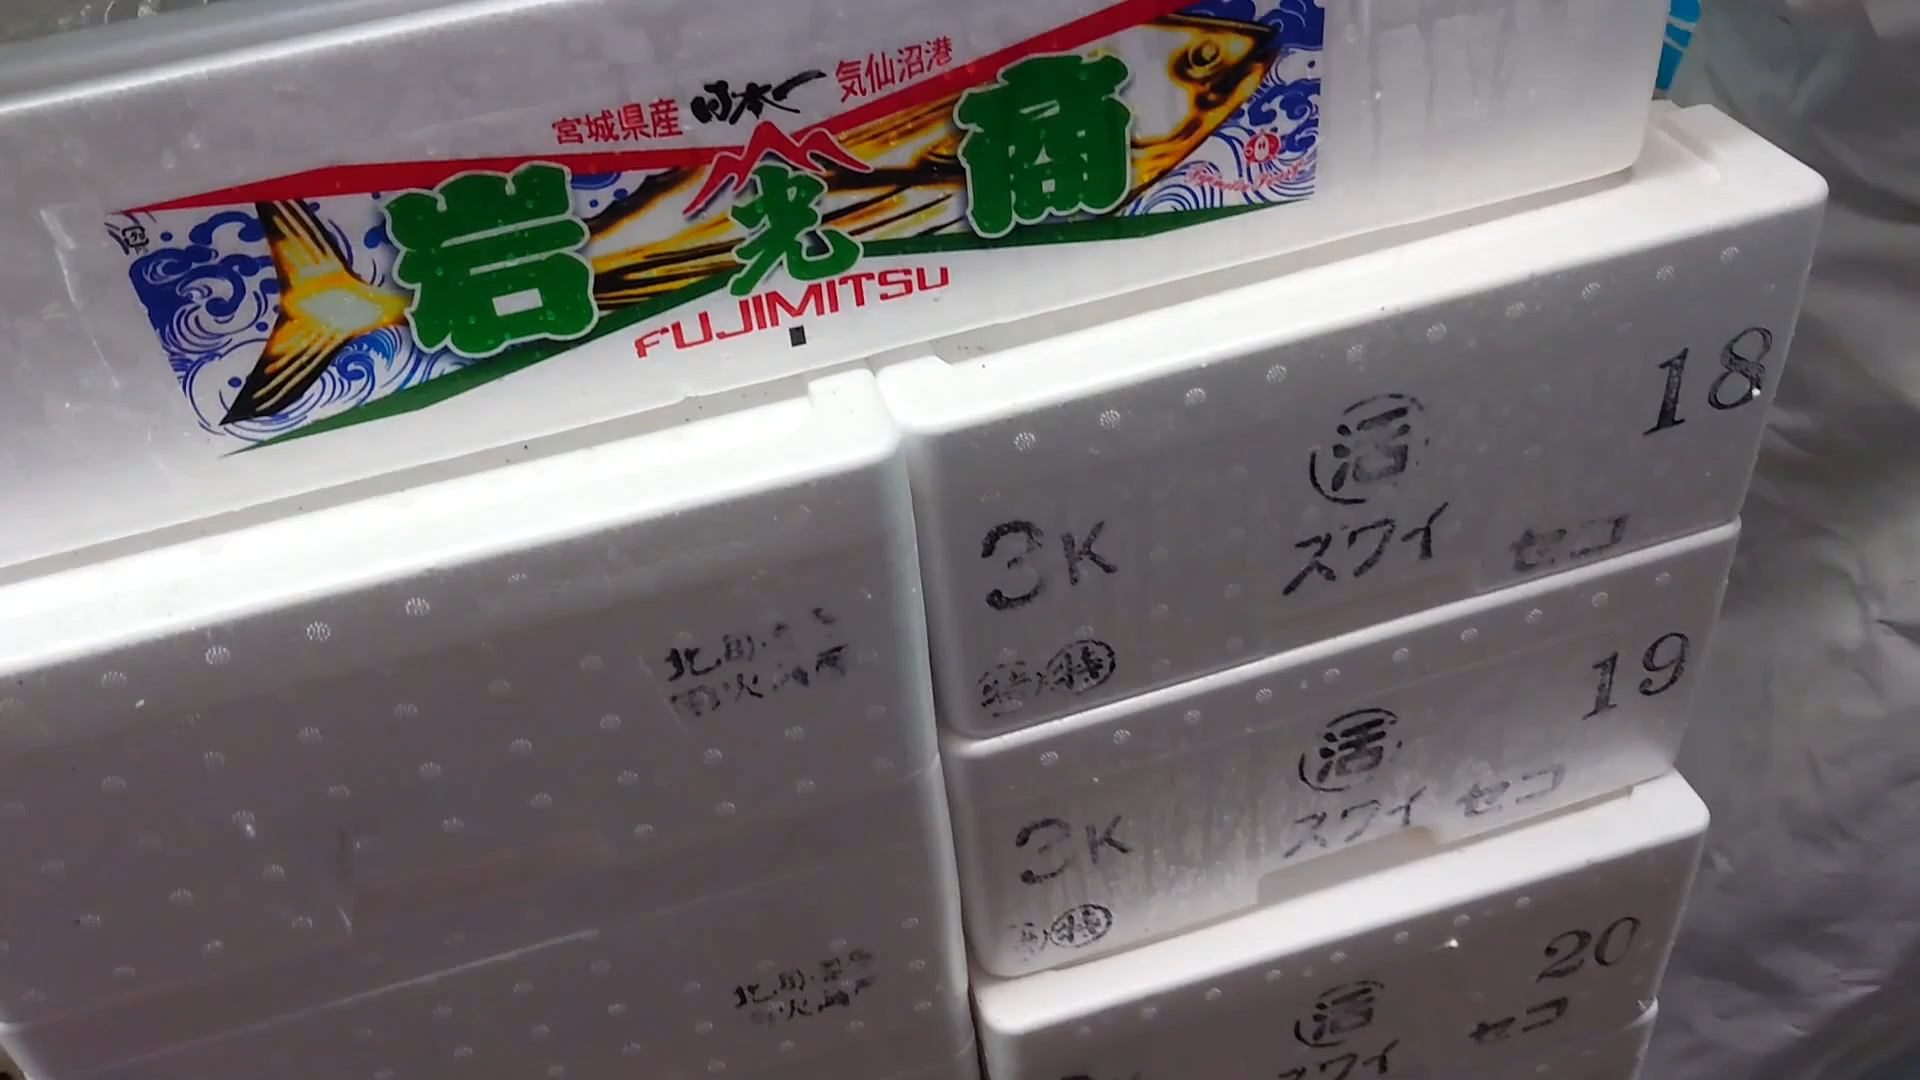 宮城県産 日本一 気仙沼港
岩 光 商
FUJIMITSU
18
活
3K スワイ セコ
特
19
活
3K スワイ セコ
特
20
活
スワイ セコ